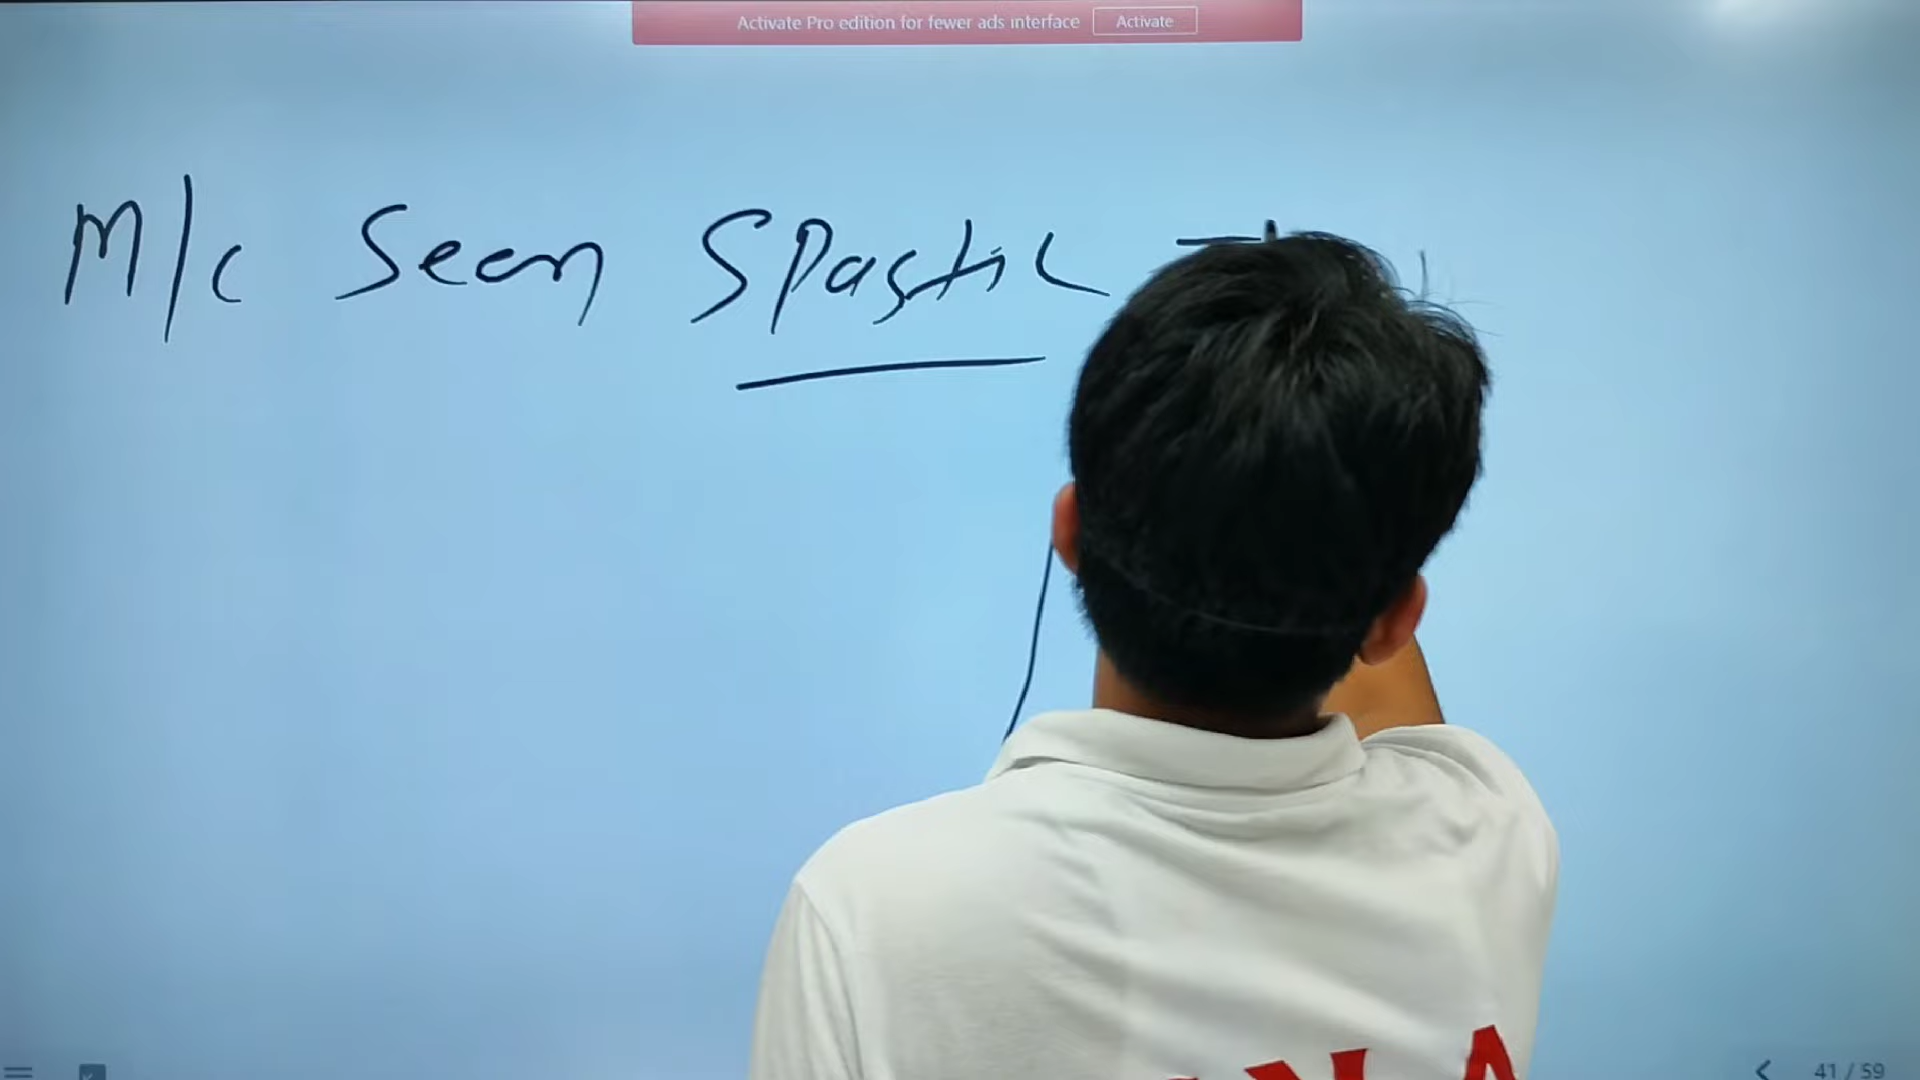 Activate Pro edition for fewer ads interface Activate
M/c Seen SPastic
41 / 59